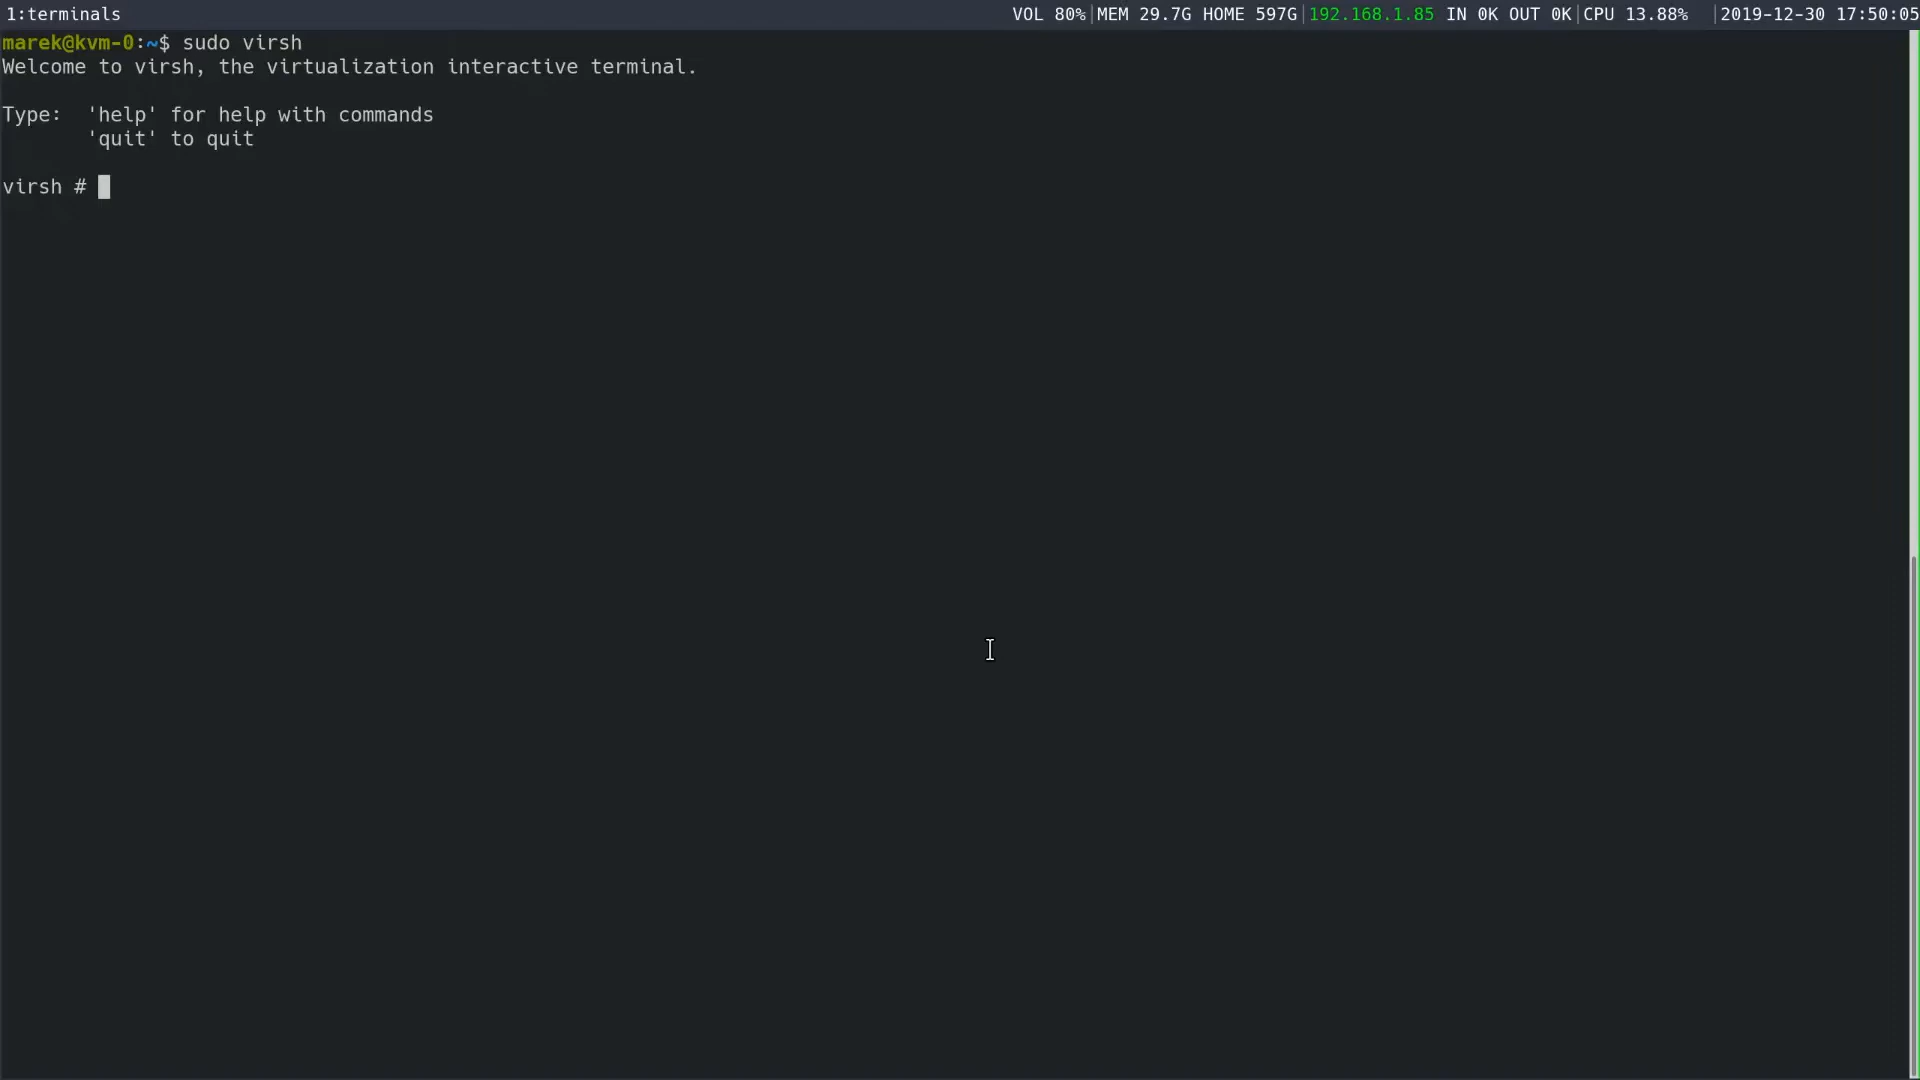 1:terminals VOL 80%|MEM 29.7G HOME 597G|192.168.1.85 IN 0K OUT 0K|CPU 13.88% |2019-12-30 17:50:05
marek@kvm-0:~$ sudo virsh
Welcome to virsh, the virtualization interactive terminal.
Type:  'help' for help with commands
       'quit' to quit
virsh #